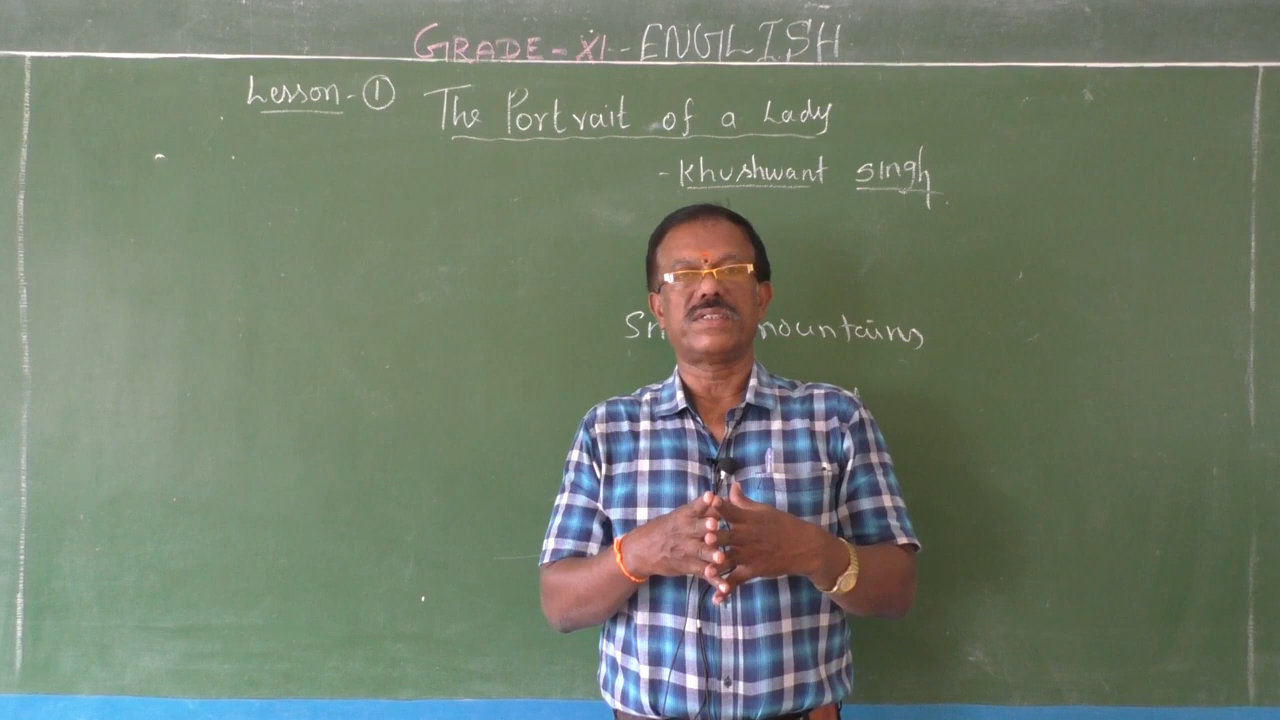 GRADE-XI-ENGLISH
Lesson-① The Portrait of a Lady
- Khushwant Singh
mountains